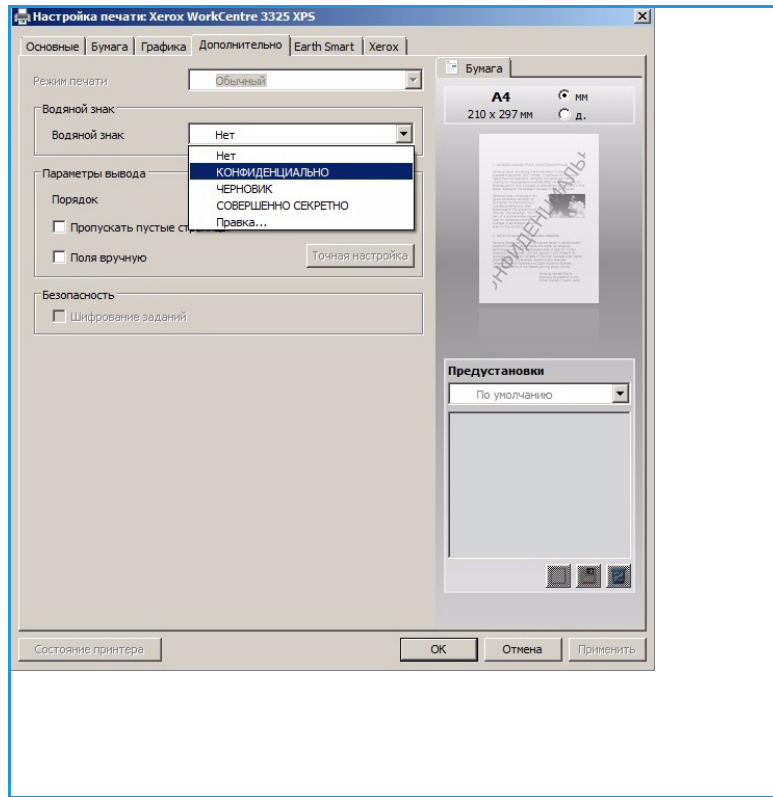 Настройка печати: Xerox WorkCentre 3325 XPS
Основные Бумага Графика Дополнительно Earth Smart Xerox
Режим печати Обычный
Водяной знак
Водяной знак Нет
Нет
КОНФИДЕНЦИАЛЬНО
ЧЕРНОВИК
СОВЕРШЕННО СЕКРЕТНО
Правка...
Параметры вывода
Порядок
Пропускать пустые
Поля вручную Точная настройка
Безопасность
Шифрование заданий
Бумага
A4
210 x 297 мм
мм
д.
НФИДЕНЦИАЛЬ
Предустановки
По умолчанию
Состояние принтера OK Отмена Применить